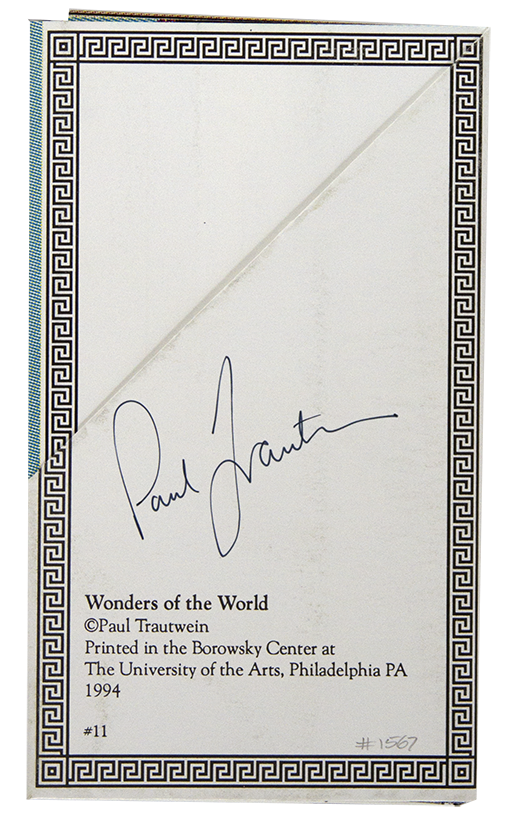 Paul Trautw
Wonders of the World
©Paul Trautwein
Printed in the Borowsky Center at
The University of the Arts, Philadelphia PA
1994
#11
#1567